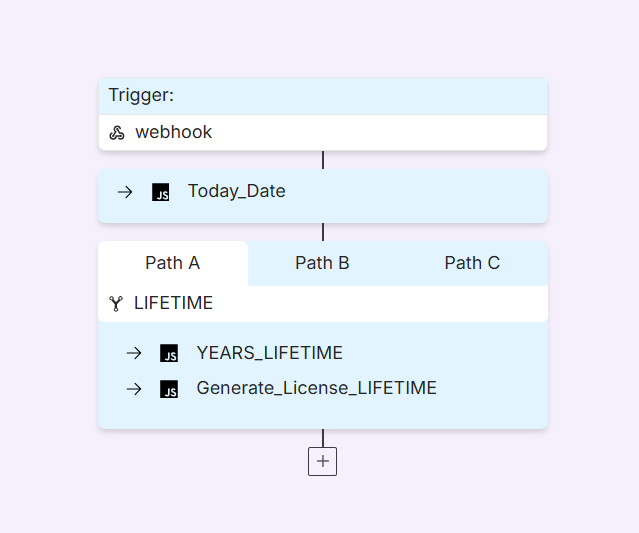 Trigger:
webhook
JS Today_Date
Path A Path B Path C
LIFETIME
JS YEARS_LIFETIME
JS Generate_License_LIFETIME